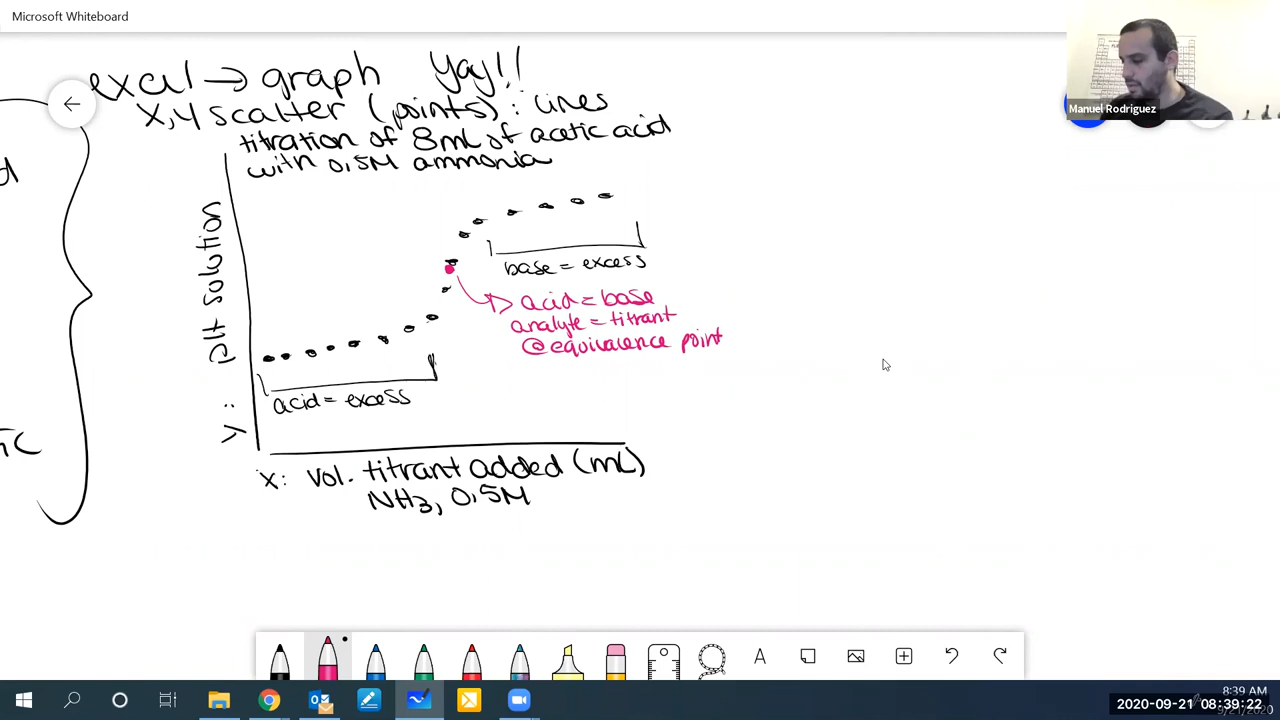 Microsoft Whiteboard
Manuel Rodriguez
excel → graph yay!!
x,y scatter (points); lines
titration of 8mL of acetic acid
with 0.5M ammonia
y: pH solution
base = excess
acid = base
analyte = titrant
@ equivalence point
acid = excess
x: vol. titrant added (mL)
NH3, 0.5M
A
8:39 AM
2020-09-21 08:39:22